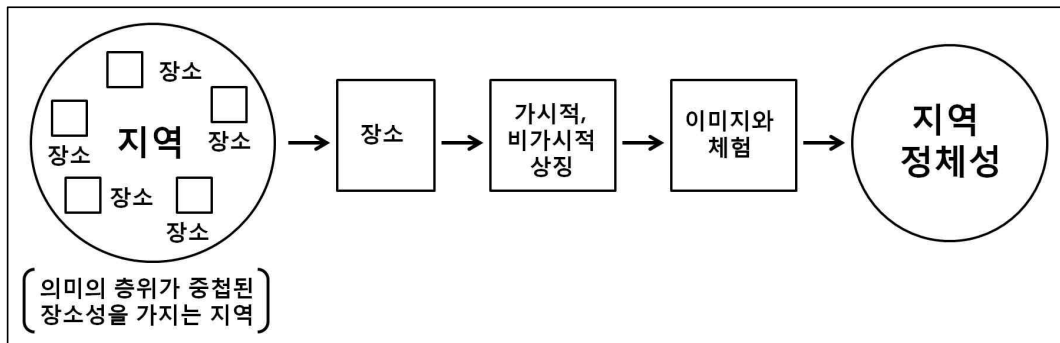 장소
장소
장소
지역
장소
장소
의미의 층위가 중첩된
장소성을 가지는 지역
장소
가시적,
비가시적
상징
이미지와
체험
지역
정체성